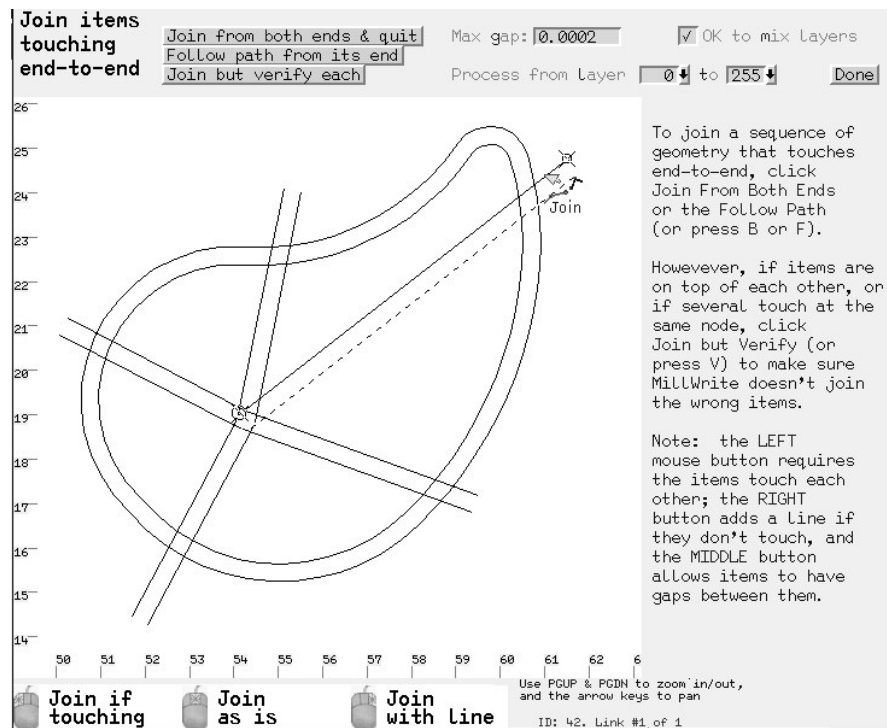 Join items
touching
end-to-end
Join from both ends & quit
Follow path from its end
Join but verify each
Max gap: 0.0002
OK to mix layers
Process from Layer 0 to 255
Done
26
25
24
23
22
21
20
19
18
17
16
15
14
Join
To join a sequence of
geometry that touches
end-to-end, click
Join From Both Ends
or the Follow Path
(or press B or F).
Howevever, if items are
on top of each other, or
if several touch at the
same node, click
Join but Verify (or
press V) to make sure
MillWrite doesn't join
the wrong items.
Note: the LEFT
mouse button requires
the items touch each
other; the RIGHT
button adds a line if
they don't touch, and
the MIDDLE button
allows items to have
gaps between them.
50 51 52 53 54 55 56 57 58 59 60 61 62 6
Join if
touching
Join
as is
Join
with line
Use PGUP & PGDN to zoom in/out,
and the arrow keys to pan
ID: 42. Link #1 of 1